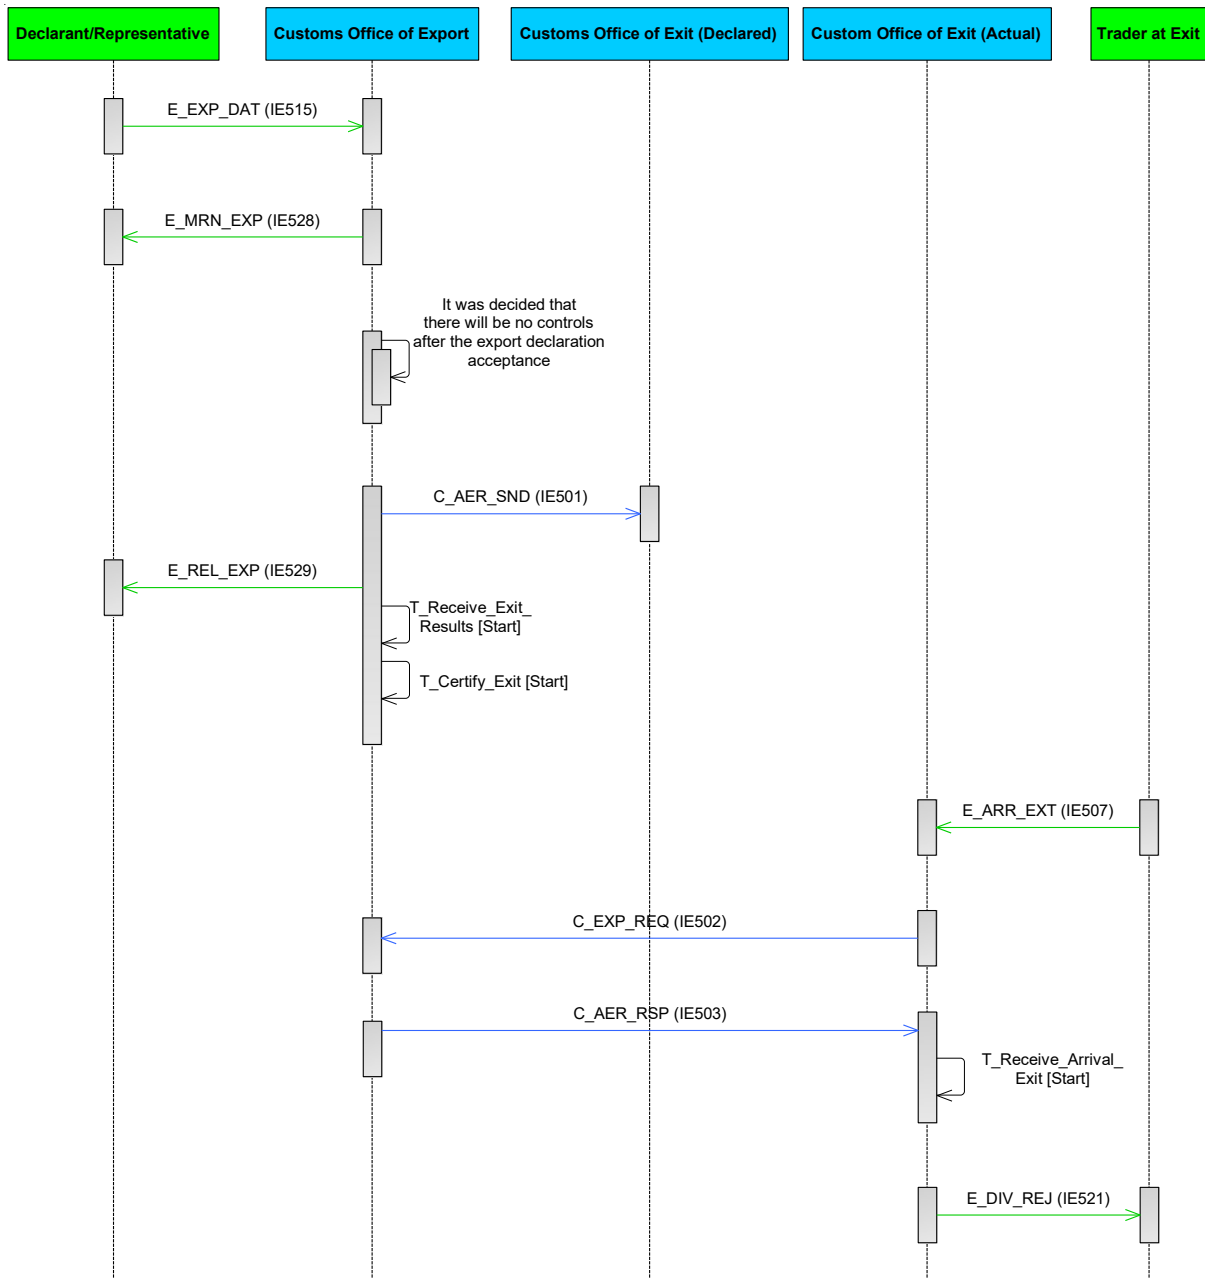 Declarant/Representative
Customs Office of Export
Customs Office of Exit (Declared)
Custom Office of Exit (Actual)
Trader at Exit
E_EXP_DAT (IE515)
E_MRN_EXP (IE528)
It was decided that
there will be no controls
after the export declaration
acceptance
C_AER_SND (IE501)
E_REL_EXP (IE529)
T_Receive_Exit_
Results [Start]
T_Certify_Exit [Start]
E_ARR_EXT (IE507)
C_EXP_REQ (IE502)
C_AER_RSP (IE503)
T_Receive_Arrival_
Exit [Start]
E_DIV_REJ (IE521)